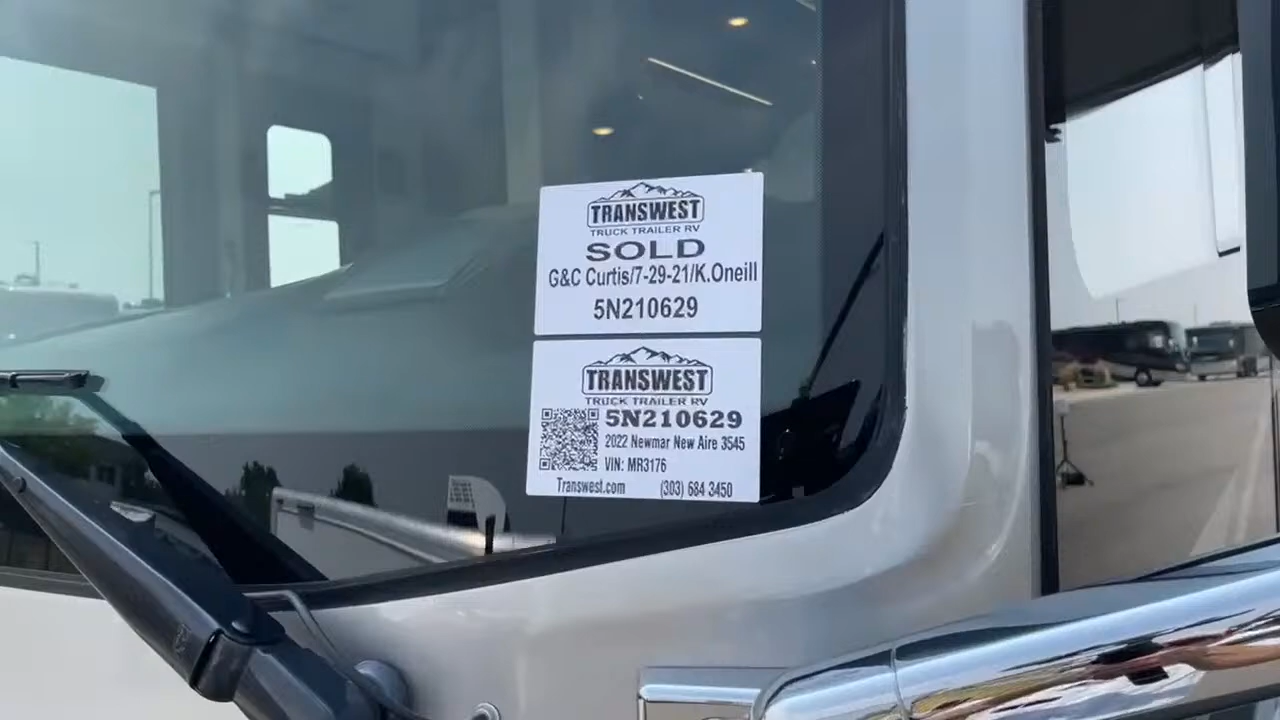 TRANSWEST
TRUCK TRAILER RV
SOLD
G&C Curtis/7-29-21/K.Oneill
5N210629
TRANSWEST
TRUCK TRAILER RV
5N210629
2022 Newmar New Aire 3545
VIN: MR3176
Transwest.com (303) 684 3450